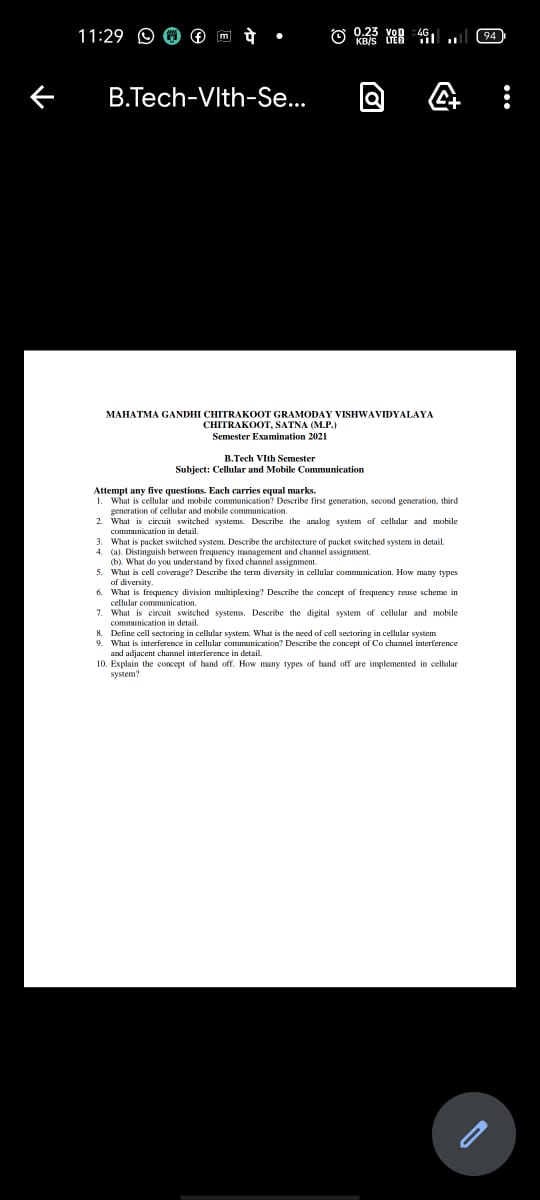 11:29 पे • 0.23 KB/S Vo LTE 4G 94
B.Tech-VIth-Se...
MAHATMA GANDHI CHITRAKOOT GRAMODAY VISHWAVIDYALAYA
CHITRAKOOT, SATNA (M.P.)
Semester Examination 2021
B.Tech VIth Semester
Subject: Cellular and Mobile Communication
Attempt any five questions. Each carries equal marks.
1. What is cellular and mobile communication? Describe first generation, second generation, third
generation of cellular and mobile communication.
2. What is circuit switched systems. Describe the analog system of cellular and mobile
communication in detail.
3. What is packet switched system. Describe the architecture of packet switched system in detail.
4. (a). Distinguish between frequency management and channel assignment.
(b). What do you understand by fixed channel assignment.
5. What is cell coverage? Describe the term diversity in cellular communication. How many types
of diversity.
6. What is frequency division multiplexing? Describe the concept of frequency reuse scheme in
cellular communication.
7. What is circuit switched systems. Describe the digital system of cellular and mobile
communication in detail.
8. Define cell sectoring in cellular system. What is the need of cell sectoring in cellular system
9. What is interference in cellular communication? Describe the concept of Co channel interference
and adjacent channel interference in detail.
10. Explain the concept of hand off. How many types of hand off are implemented in cellular
system?